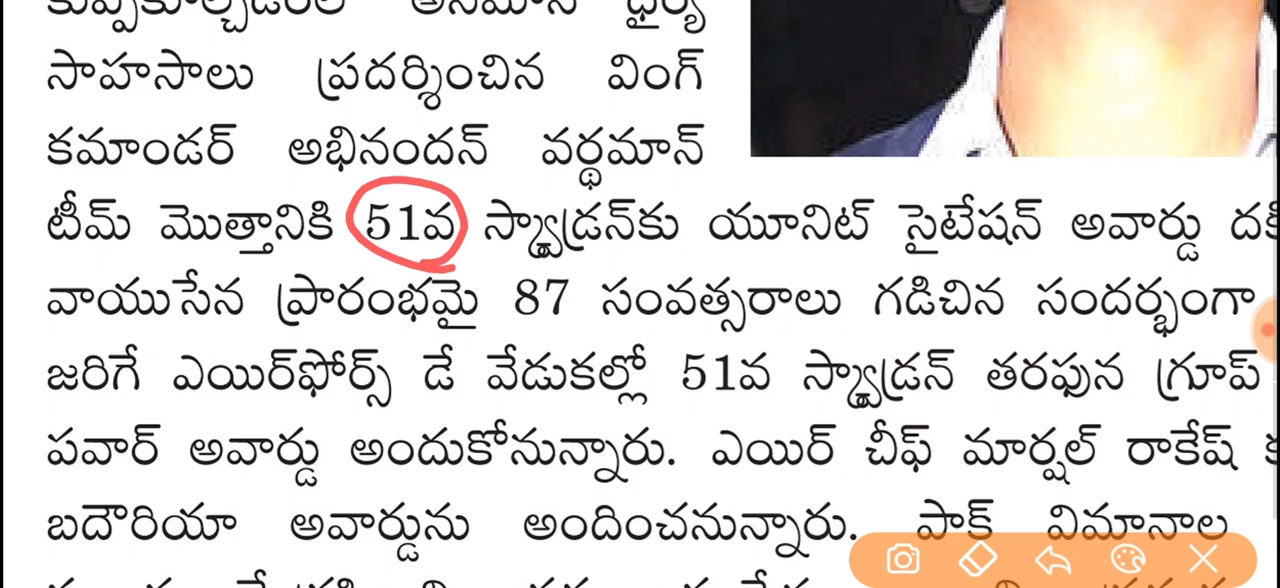 ధైర్య
సాహసాలు ప్రదర్శించిన వింగ్
కమాండర్ అభినందన్ వర్థమాన్
టీమ్ మొత్తానికి 51వ స్క్వాడ్రన్‌కు యూనిట్ సైటేషన్ అవార్డు
వాయుసేన ప్రారంభమై 87 సంవత్సరాలు గడిచిన సందర్భంగా
జరిగే ఎయిర్‌ఫోర్స్ డే వేడుకల్లో 51వ స్క్వాడ్రన్ తరఫున గ్రూప్
పవార్ అవార్డు అందుకోనున్నారు. ఎయిర్ చీఫ్ మార్షల్ రాకేష్
బదౌరియా అవార్డును అందించనున్నారు. పాక్ విమానాల